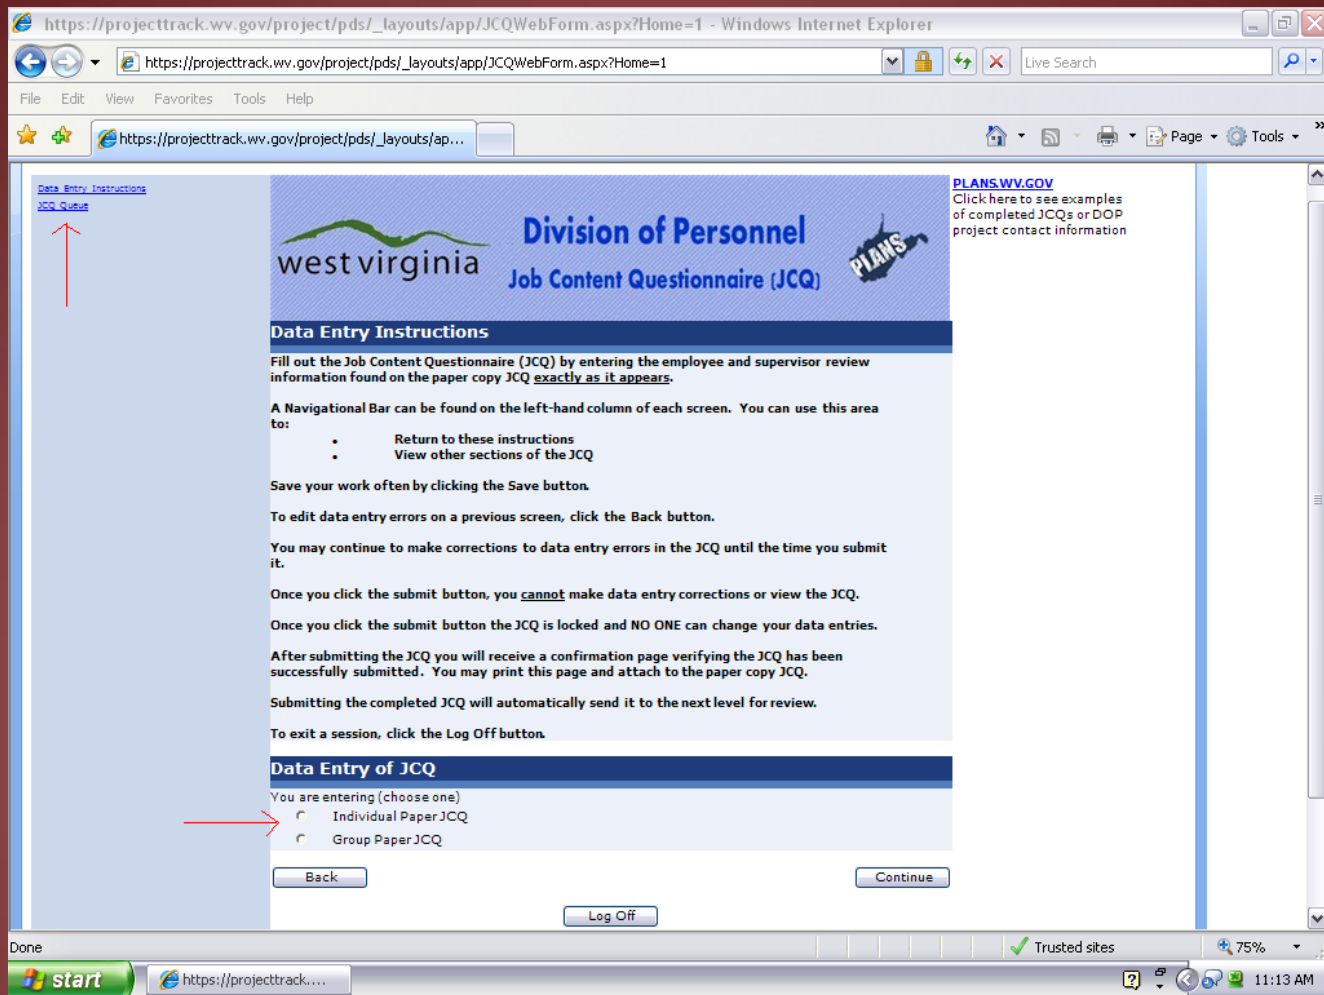 https://projecttrack.wv.gov/project/pds/_layouts/app/JCQWebForm.aspx?Home=1 - Windows Internet Explorer
https://projecttrack.wv.gov/project/pds/_layouts/app/JCQWebForm.aspx?Home=1
Live Search
File Edit View Favorites Tools Help
https://projecttrack.wv.gov/project/pds/_layouts/ap...
Page Tools
Data Entry Instructions
JCQ Queue
west virginia
Division of Personnel
Job Content Questionnaire (JCQ)
PLANS
PLANS.WV.GOV
Click here to see examples
of completed JCQs or DOP
project contact information
Data Entry Instructions
Fill out the Job Content Questionnaire (JCQ) by entering the employee and supervisor review
information found on the paper copy JCQ exactly as it appears.
A Navigational Bar can be found on the left-hand column of each screen. You can use this area
to:
• Return to these instructions
• View other sections of the JCQ
Save your work often by clicking the Save button.
To edit data entry errors on a previous screen, click the Back button.
You may continue to make corrections to data entry errors in the JCQ until the time you submit
it.
Once you click the submit button, you cannot make data entry corrections or view the JCQ.
Once you click the submit button the JCQ is locked and NO ONE can change your data entries.
After submitting the JCQ you will receive a confirmation page verifying the JCQ has been
successfully submitted. You may print this page and attach to the paper copy JCQ.
Submitting the completed JCQ will automatically send it to the next level for review.
To exit a session, click the Log Off button.
Data Entry of JCQ
You are entering (choose one)
Individual Paper JCQ
Group Paper JCQ
Back
Continue
Log Off
Done
Trusted sites
75%
start
https://projecttrack....
11:13 AM